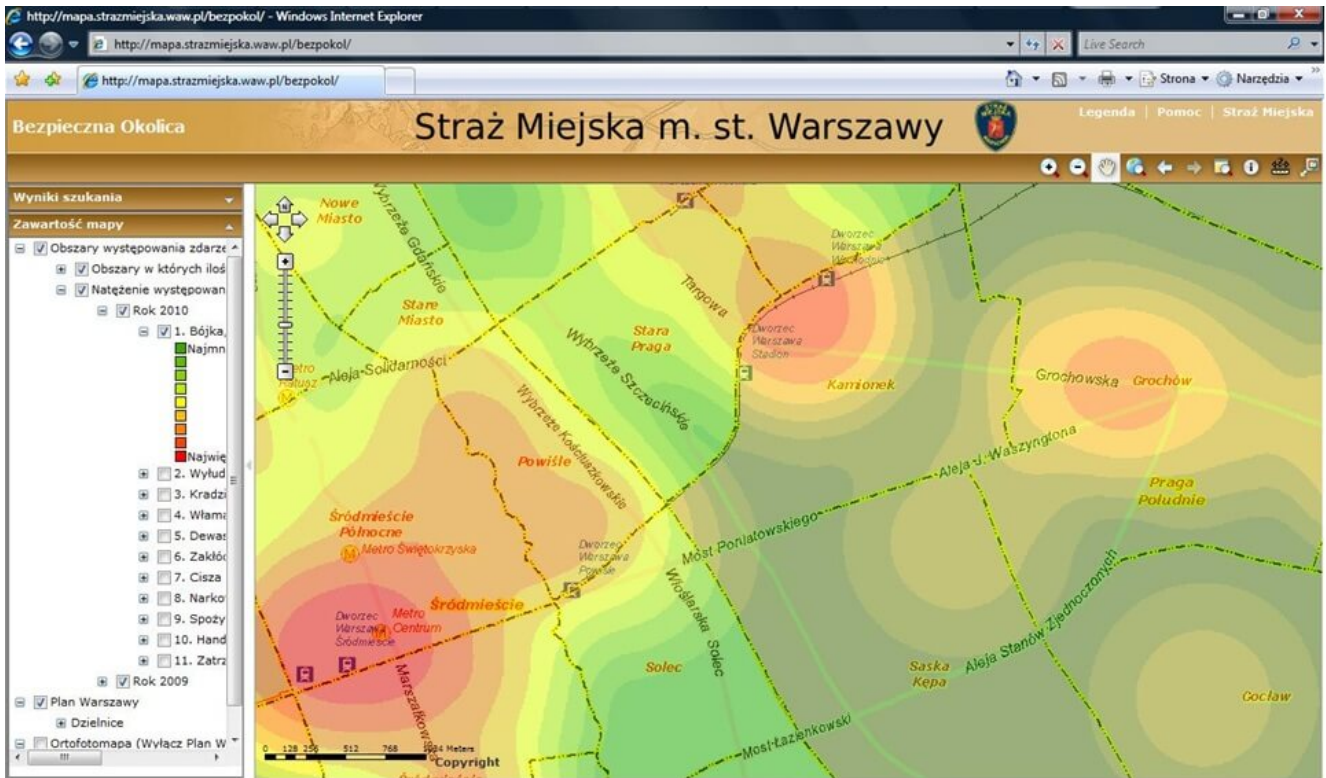 http://mapa.strazmiejska.waw.pl/bezpokol/ - Windows Internet Explorer
http://mapa.strazmiejska.waw.pl/bezpokol/
Live Search
http://mapa.strazmiejska.waw.pl/bezpokol/
Strona
Narzędzia
Bezpieczna Okolica
Straż Miejska m. st. Warszawy
Legenda | Pomoc | Straż Miejska
Wyniki szukania
Zawartość mapy
Obszary występowania zdarze
Obszary w których iloś
Natężenie występowan
Rok 2010
1. Bójka,
Najmn
Najwię
2. Wyłud
3. Kradzi
4. Włama
5. Dewas
6. Zakłóc
7. Cisza
8. Narko
9. Spoży
10. Hand
11. Zatrz
Rok 2009
Plan Warszawy
Dzielnice
Ortofotomapa (Wyłącz Plan W
Nowe
Miasto
Wybrzeże Gdańskie
Stare
Miasto
Metro
Ratusz
Aleja Solidarności
Targowa
Stara
Praga
Wybrzeże Szczecińskie
Wybrzeże Kościuszkowskie
Dworzec
Warszawa
Wschodnia
Dworzec
Warszawa
Stadion
Kamionek
Grochowska
Grochów
Aleja J. Waszyngtona
Praga
Południe
Powiśle
Śródmieście
Północne
Metro Świętokrzyska
Dworzec
Warszawa
Powiśle
Most Poniatowskiego
Śródmieście
Dworzec
Warszawa
Śródmieście
Metro
Centrum
Marszałkowska
Wioślarska
Solec
Solec
Saska
Kępa
Aleja Stanów Zjednoczonych
Gocław
Most Łazienkowski
0 128 256 512 768 1024 Meters
Copyright